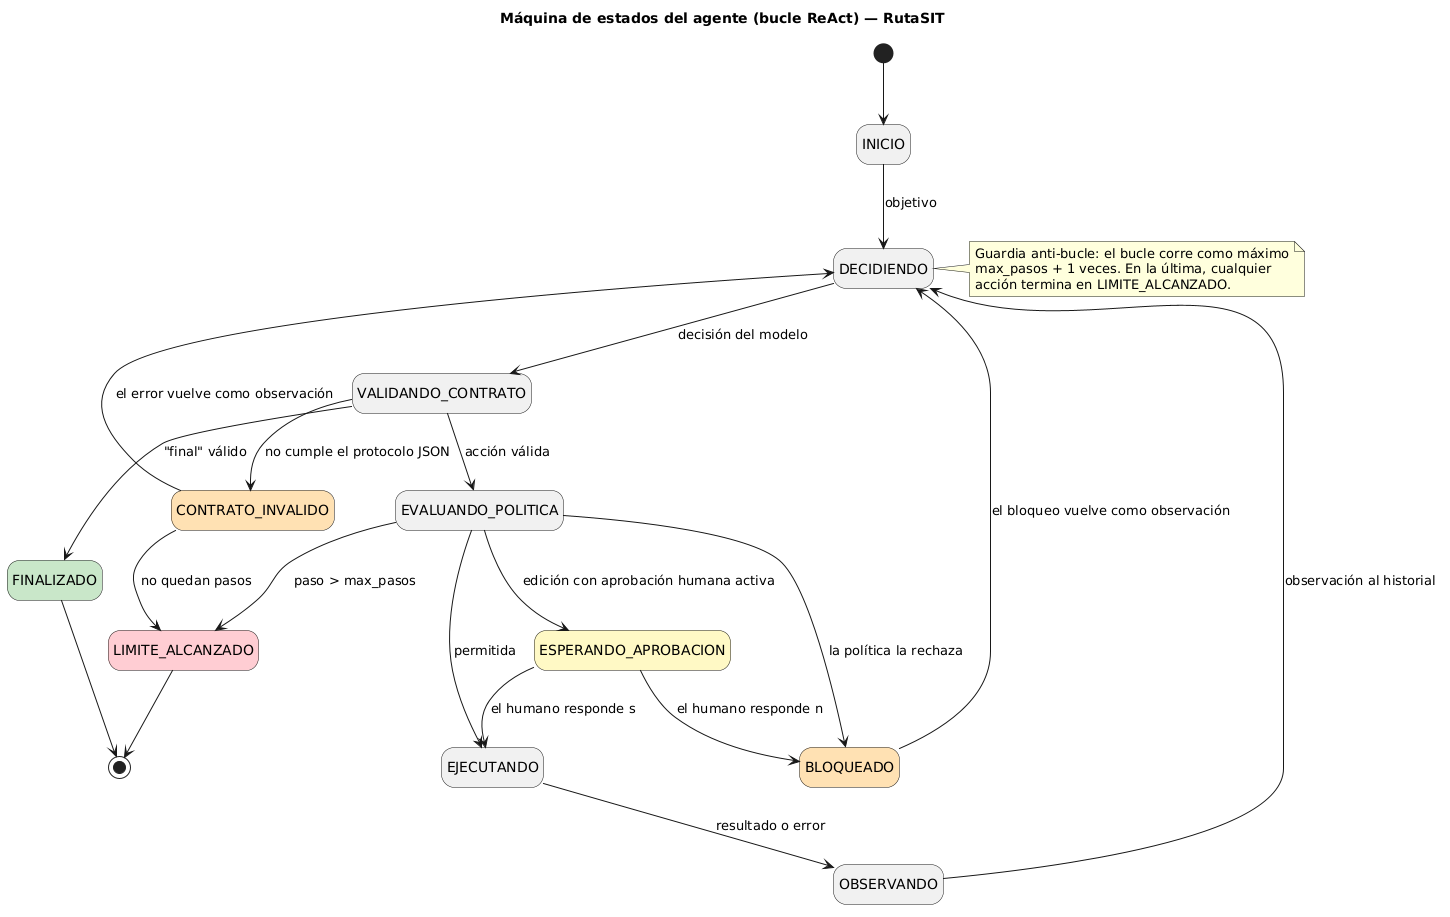 Máquina de estados del agente (bucle ReAct) — RutaSIT
INICIO
objetivo
DECIDIENDO
Guardia anti-bucle: el bucle corre como máximo
max_pasos + 1 veces. En la última, cualquier
acción termina en LIMITE_ALCANZADO.
decisión del modelo
el error vuelve como observación
VALIDANDO_CONTRATO
"final" válido
no cumple el protocolo JSON
acción válida
CONTRATO_INVALIDO
EVALUANDO_POLITICA
el bloqueo vuelve como observación
FINALIZADO
no quedan pasos
paso > max_pasos
edición con aprobación humana activa
observación al historial
LIMITE_ALCANZADO
permitida
ESPERANDO_APROBACION
la política la rechaza
el humano responde s
el humano responde n
EJECUTANDO
BLOQUEADO
resultado o error
OBSERVANDO